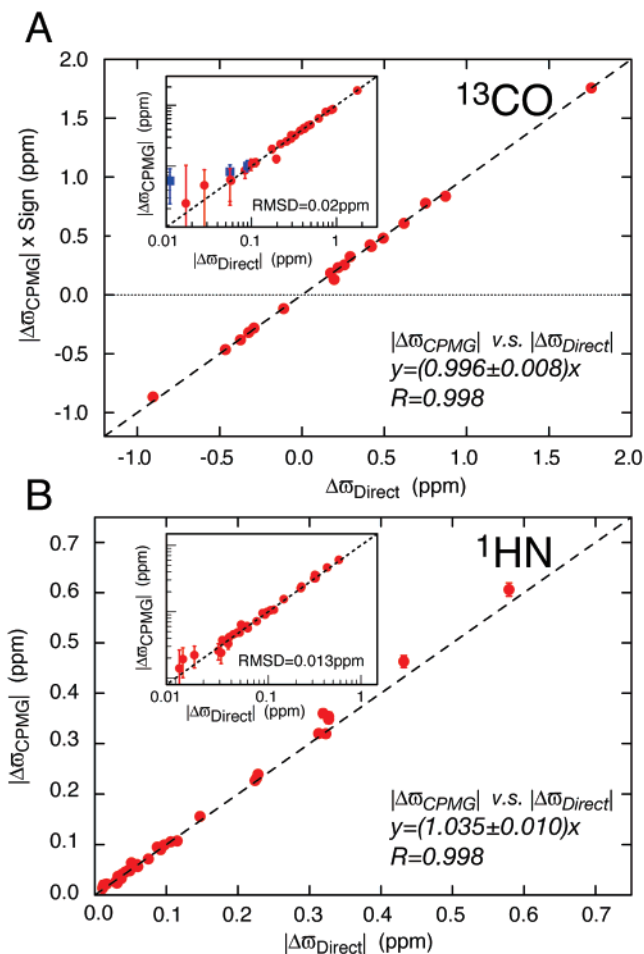 A
13CO
|Δϖ_CPMG| x Sign (ppm)
2.0
1.5
1.0
0.5
0.0
-0.5
-1.0
|Δϖ_CPMG| (ppm)
RMSD=0.02ppm
0.01 0.1 1
|Δϖ_Direct| (ppm)
|Δϖ_CPMG| v.s. |Δϖ_Direct|
y=(0.996±0.008)x
R=0.998
-1.0 -0.5 0.0 0.5 1.0 1.5 2.0
Δϖ_Direct (ppm)
B
1HN
|Δϖ_CPMG| (ppm)
0.7
0.6
0.5
0.4
0.3
0.2
0.1
0.0
|Δϖ_CPMG| (ppm)
RMSD=0.013ppm
0.01 0.1 1
|Δϖ_Direct| (ppm)
|Δϖ_CPMG| v.s. |Δϖ_Direct|
y=(1.035±0.010)x
R=0.998
0.0 0.1 0.2 0.3 0.4 0.5 0.6 0.7
|Δϖ_Direct| (ppm)